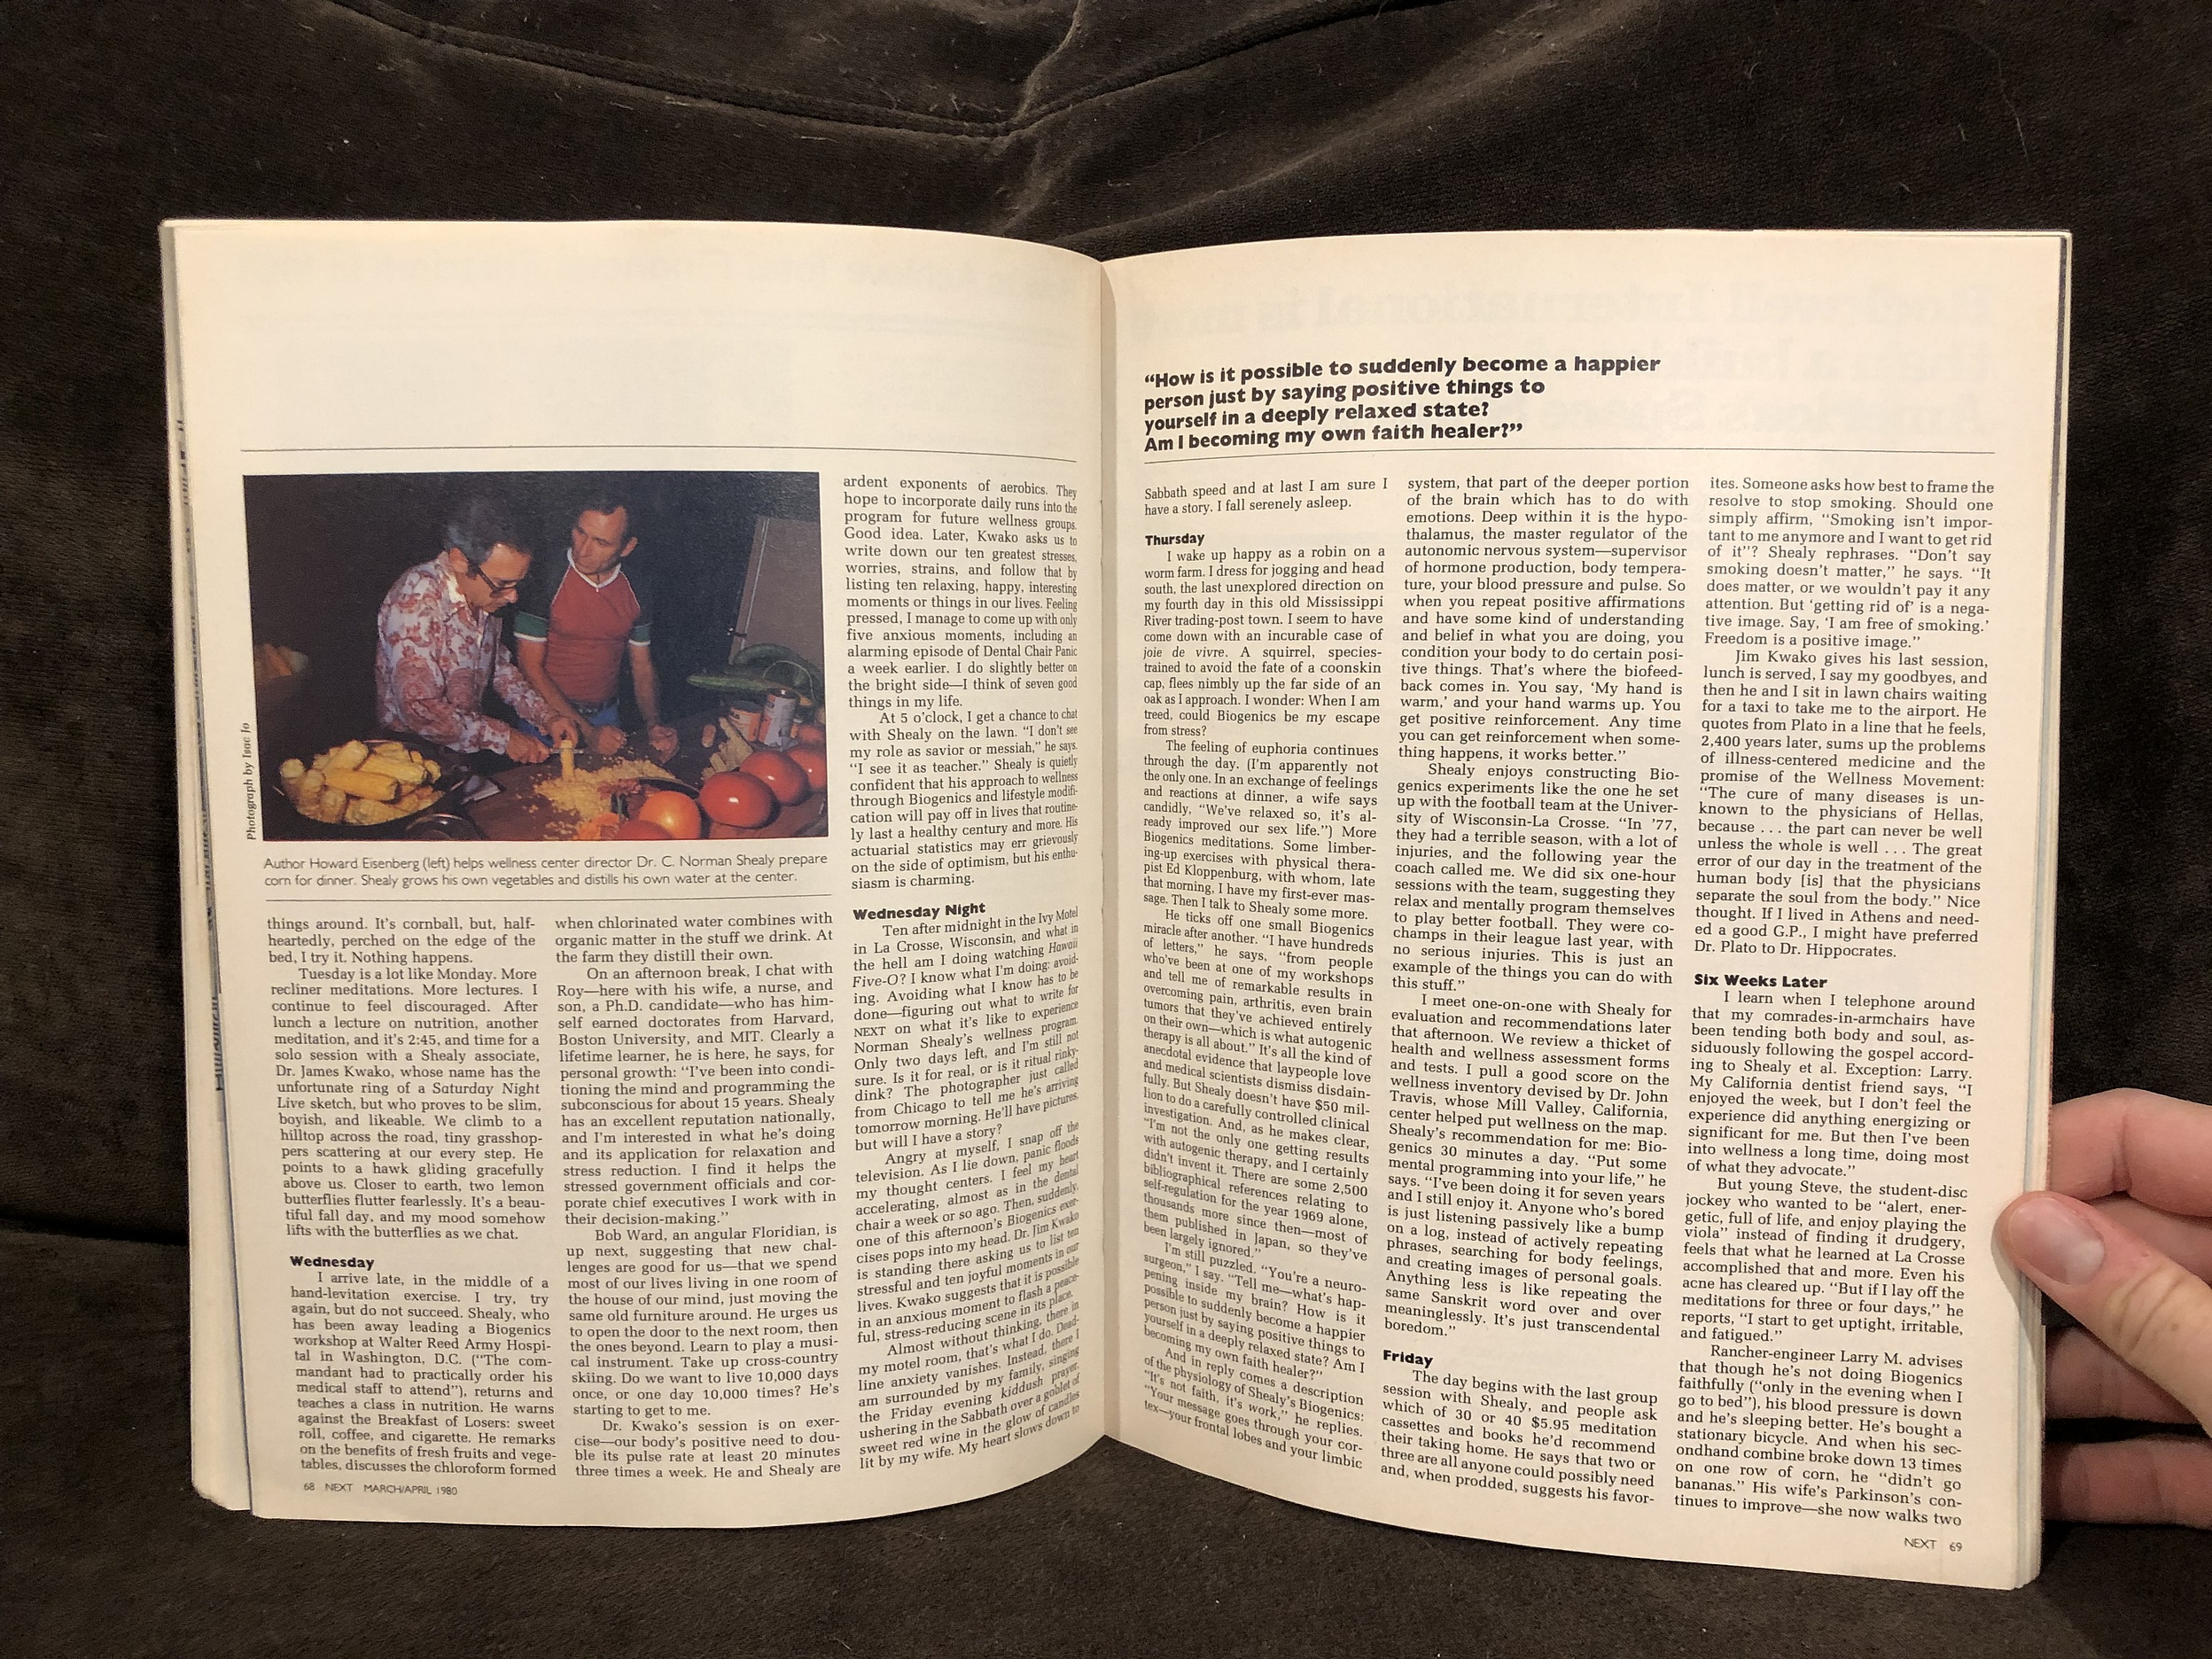 Photograph by Isac Jo
Author Howard Eisenberg (left) helps wellness center director Dr. C. Norman Shealy prepare
corn for dinner. Shealy grows his own vegetables and distills his own water at the center.
things around. It's cornball, but, half-
heartedly, perched on the edge of the
bed, I try it. Nothing happens.
Tuesday is a lot like Monday. More
recliner meditations. More lectures. I
continue to feel discouraged. After
lunch a lecture on nutrition, another
meditation, and it's 2:45, and time for a
solo session with a Shealy associate,
Dr. James Kwako, whose name has the
unfortunate ring of a Saturday Night
Live sketch, but who proves to be slim,
boyish, and likeable. We climb to a
hilltop across the road, tiny grasshop-
pers scattering at our every step. He
points to a hawk gliding gracefully
above us. Closer to earth, two lemon
butterflies flutter fearlessly. It's a beau-
tiful fall day, and my mood somehow
lifts with the butterflies as we chat.
Wednesday
I arrive late, in the middle of a
hand-levitation exercise. I try, try
again, but do not succeed. Shealy, who
has been away leading a Biogenics
workshop at Walter Reed Army Hospi-
tal in Washington, D.C. ("The com-
mandant had to practically order his
medical staff to attend"), returns and
teaches a class in nutrition. He warns
against the Breakfast of Losers: sweet
roll, coffee, and cigarette. He remarks
on the benefits of fresh fruits and vege-
tables, discusses the chloroform formed
when chlorinated water combines with
organic matter in the stuff we drink. At
the farm they distill their own.
On an afternoon break, I chat with
Roy—here with his wife, a nurse, and
son, a Ph.D. candidate—who has him-
self earned doctorates from Harvard,
Boston University, and MIT. Clearly a
lifetime learner, he is here, he says, for
personal growth: "I've been into condi-
tioning the mind and programming the
subconscious for about 15 years. Shealy
has an excellent reputation nationally,
and I'm interested in what he's doing
and its application for relaxation and
stress reduction. I find it helps the
stressed government officials and cor-
porate chief executives I work with in
their decision-making."
Bob Ward, an angular Floridian, is
up next, suggesting that new chal-
lenges are good for us—that we spend
most of our lives living in one room of
the house of our mind, just moving the
same old furniture around. He urges us
to open the door to the next room, then
the ones beyond. Learn to play a musi-
cal instrument. Take up cross-country
skiing. Do we want to live 10,000 days
once, or one day 10,000 times? He's
starting to get to me.
Dr. Kwako's session is on exer-
cise—our body's positive need to dou-
ble its pulse rate at least 20 minutes
three times a week. He and Shealy are
ardent exponents of aerobics. They
hope to incorporate daily runs into the
program for future wellness groups.
Good idea. Later, Kwako asks us to
write down our ten greatest stresses,
worries, strains, and follow that by
listing ten relaxing, happy, interesting
moments or things in our lives. Feeling
pressed, I manage to come up with only
five anxious moments, including an
alarming episode of Dental Chair Panic
a week earlier. I do slightly better on
the bright side—I think of seven good
things in my life.
At 5 o'clock, I get a chance to chat
with Shealy on the lawn. "I don't see
my role as savior or messiah," he says.
"I see it as teacher." Shealy is quietly
confident that his approach to wellness
through Biogenics and lifestyle modifi-
cation will pay off in lives that routine-
ly last a healthy century and more. His
actuarial statistics may err grievously
on the side of optimism, but his enthu-
siasm is charming.
Wednesday Night
Ten after midnight in the Ivy Motel
in La Crosse, Wisconsin, and what in
the hell am I doing watching Hawaii
Five-O? I know what I'm doing: avoid-
ing. Avoiding what I know has to be
done—figuring out what to write for
NEXT on what it's like to experience
Norman Shealy's wellness program.
Only two days left, and I'm still not
sure. Is it for real, or is it ritual rinky-
dink? The photographer just called
from Chicago to tell me he's arriving
tomorrow morning. He'll have pictures,
but will I have a story?
Angry at myself, I snap off the
television. As I lie down, panic floods
my thought centers. I feel my heart
accelerating, almost as in the dental
chair a week or so ago. Then, suddenly,
one of this afternoon's Biogenics exer-
cises pops into my head. Dr. Jim Kwako
is standing there asking us to list ten
stressful and ten joyful moments in our
lives. Kwako suggests that it is possible
in an anxious moment to flash a peace-
ful, stress-reducing scene in its place.
Almost without thinking, there in
my motel room, that's what I do. Dead-
line anxiety vanishes. Instead, there I
am surrounded by my family, singing
the Friday evening kiddush prayer,
ushering in the Sabbath over a goblet of
sweet red wine in the glow of candles
lit by my wife. My heart slows down to
68 NEXT MARCH/APRIL 1980
"How is it possible to suddenly become a happier
person just by saying positive things to
yourself in a deeply relaxed state?
Am I becoming my own faith healer?"
Sabbath speed and at last I am sure I
have a story. I fall serenely asleep.
Thursday
I wake up happy as a robin on a
worm farm. I dress for jogging and head
south, the last unexplored direction on
my fourth day in this old Mississippi
River trading-post town. I seem to have
come down with an incurable case of
joie de vivre. A squirrel, species-
trained to avoid the fate of a coonskin
cap, flees nimbly up the far side of an
oak as I approach. I wonder: When I am
treed, could Biogenics be my escape
from stress?
The feeling of euphoria continues
through the day. (I'm apparently not
the only one. In an exchange of feelings
and reactions at dinner, a wife says
candidly, "We've relaxed so, it's al-
ready improved our sex life.") More
Biogenics meditations. Some limber-
ing-up exercises with physical thera-
pist Ed Kloppenburg, with whom, late
that morning, I have my first-ever mas-
sage. Then I talk to Shealy some more.
He ticks off one small Biogenics
miracle after another. "I have hundreds
of letters," he says, "from people
who've been at one of my workshops
and tell me of remarkable results in
overcoming pain, arthritis, even brain
tumors that they've achieved entirely
on their own—which is what autogenic
therapy is all about." It's all the kind of
anecdotal evidence that laypeople love
and medical scientists dismiss disdain-
fully. But Shealy doesn't have $50 mil-
lion to do a carefully controlled clinical
investigation. And, as he makes clear,
"I'm not the only one getting results
with autogenic therapy, and I certainly
didn't invent it. There are some 2,500
bibliographical references relating to
self-regulation for the year 1969 alone,
thousands more since then—most of
them published in Japan, so they've
been largely ignored."
I'm still puzzled. "You're a neuro-
surgeon," I say. "Tell me—what's hap-
pening inside my brain? How is it
possible to suddenly become a happier
person just by saying positive things to
yourself in a deeply relaxed state? Am I
becoming my own faith healer?"
And in reply comes a description
of the physiology of Shealy's Biogenics:
"It's not faith, it's work," he replies.
"Your message goes through your cor-
tex—your frontal lobes and your limbic
system, that part of the deeper portion
of the brain which has to do with
emotions. Deep within it is the hypo-
thalamus, the master regulator of the
autonomic nervous system—supervisor
of hormone production, body tempera-
ture, your blood pressure and pulse. So
when you repeat positive affirmations
and have some kind of understanding
and belief in what you are doing, you
condition your body to do certain posi-
tive things. That's where the biofeed-
back comes in. You say, 'My hand is
warm,' and your hand warms up. You
get positive reinforcement. Any time
you can get reinforcement when some-
thing happens, it works better."
Shealy enjoys constructing Bio-
genics experiments like the one he set
up with the football team at the Univer-
sity of Wisconsin-La Crosse. "In '77,
they had a terrible season, with a lot of
injuries, and the following year the
coach called me. We did six one-hour
sessions with the team, suggesting they
relax and mentally program themselves
to play better football. They were co-
champs in their league last year, with
no serious injuries. This is just an
example of the things you can do with
this stuff."
I meet one-on-one with Shealy for
evaluation and recommendations later
that afternoon. We review a thicket of
health and wellness assessment forms
and tests. I pull a good score on the
wellness inventory devised by Dr. John
Travis, whose Mill Valley, California,
center helped put wellness on the map.
Shealy's recommendation for me: Bio-
genics 30 minutes a day. "Put some
mental programming into your life," he
says. "I've been doing it for seven years
and I still enjoy it. Anyone who's bored
is just listening passively like a bump
on a log, instead of actively repeating
phrases, searching for body feelings,
and creating images of personal goals.
Anything less is like repeating the
same Sanskrit word over and over
meaninglessly. It's just transcendental
boredom."
Friday
The day begins with the last group
session with Shealy, and people ask
which of 30 or 40 $5.95 meditation
cassettes and books he'd recommend
their taking home. He says that two or
three are all anyone could possibly need
and, when prodded, suggests his favor-
ites. Someone asks how best to frame the
resolve to stop smoking. Should one
simply affirm, "Smoking isn't impor-
tant to me anymore and I want to get rid
of it"? Shealy rephrases. "Don't say
smoking doesn't matter," he says. "It
does matter, or we wouldn't pay it any
attention. But 'getting rid of' is a nega-
tive image. Say, 'I am free of smoking.'
Freedom is a positive image."
Jim Kwako gives his last session,
lunch is served, I say my goodbyes, and
then he and I sit in lawn chairs waiting
for a taxi to take me to the airport. He
quotes from Plato in a line that he feels,
2,400 years later, sums up the problems
of illness-centered medicine and the
promise of the Wellness Movement:
"The cure of many diseases is un-
known to the physicians of Hellas,
because . . . the part can never be well
unless the whole is well . . . The great
error of our day in the treatment of the
human body [is] that the physicians
separate the soul from the body." Nice
thought. If I lived in Athens and need-
ed a good G.P., I might have preferred
Dr. Plato to Dr. Hippocrates.
Six Weeks Later
I learn when I telephone around
that my comrades-in-armchairs have
been tending both body and soul, as-
siduously following the gospel accord-
ing to Shealy et al. Exception: Larry.
My California dentist friend says, "I
enjoyed the week, but I don't feel the
experience did anything energizing or
significant for me. But then I've been
into wellness a long time, doing most
of what they advocate."
But young Steve, the student-disc
jockey who wanted to be "alert, ener-
getic, full of life, and enjoy playing the
viola" instead of finding it drudgery,
feels that what he learned at La Crosse
accomplished that and more. Even his
acne has cleared up. "But if I lay off the
meditations for three or four days," he
reports, "I start to get uptight, irritable,
and fatigued."
Rancher-engineer Larry M. advises
that though he's not doing Biogenics
faithfully ("only in the evening when I
go to bed"), his blood pressure is down
and he's sleeping better. He's bought a
stationary bicycle. And when his sec-
ondhand combine broke down 13 times
on one row of corn, he "didn't go
bananas." His wife's Parkinson's con-
tinues to improve—she now walks two
NEXT 69